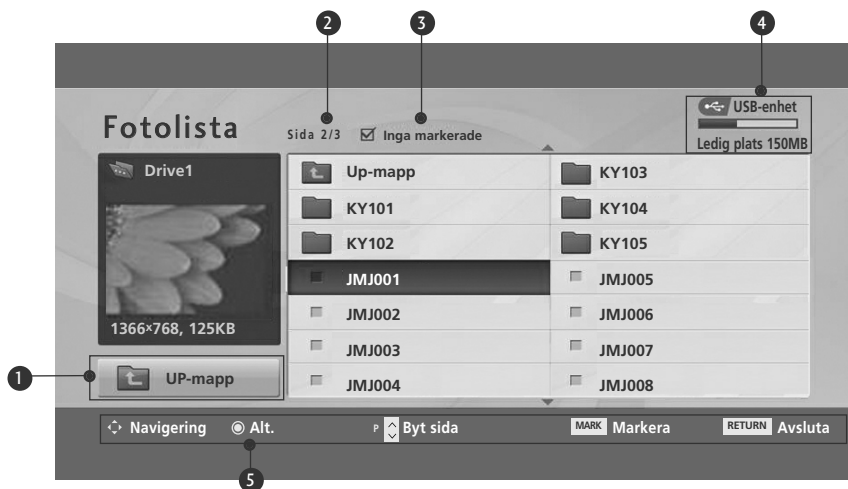 2
3
4
USB-enhet
Ledig plats 150MB
Fotolista
Sida 2/3
Inga markerade
Drive1
1366×768, 125KB
Up-mapp
KY103
KY101
KY104
KY102
KY105
JMJ001
JMJ005
JMJ002
JMJ006
JMJ003
JMJ007
JMJ004
JMJ008
1
UP-mapp
Navigering
Alt.
P
Byt sida
MARK Markera
RETURN Avsluta
5